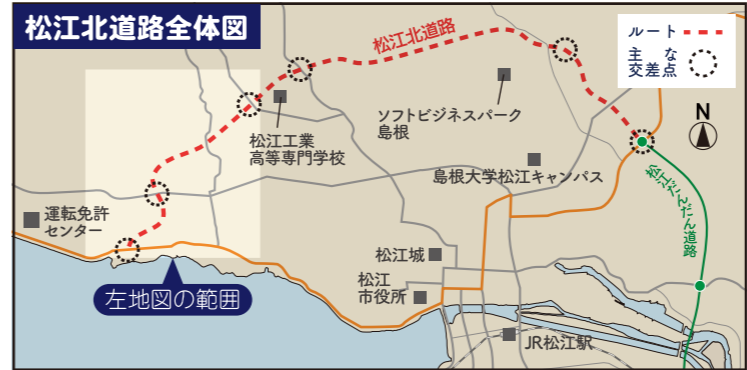 松江北道路全体図
松江北道路
ルート
主な
交差点
N
ソフトビジネスパーク
島根
松江工業
高等専門学校
島根大学松江キャンパス
松江だんだん道路
運転免許
センター
松江城
松江
市役所
左地図の範囲
JR松江駅